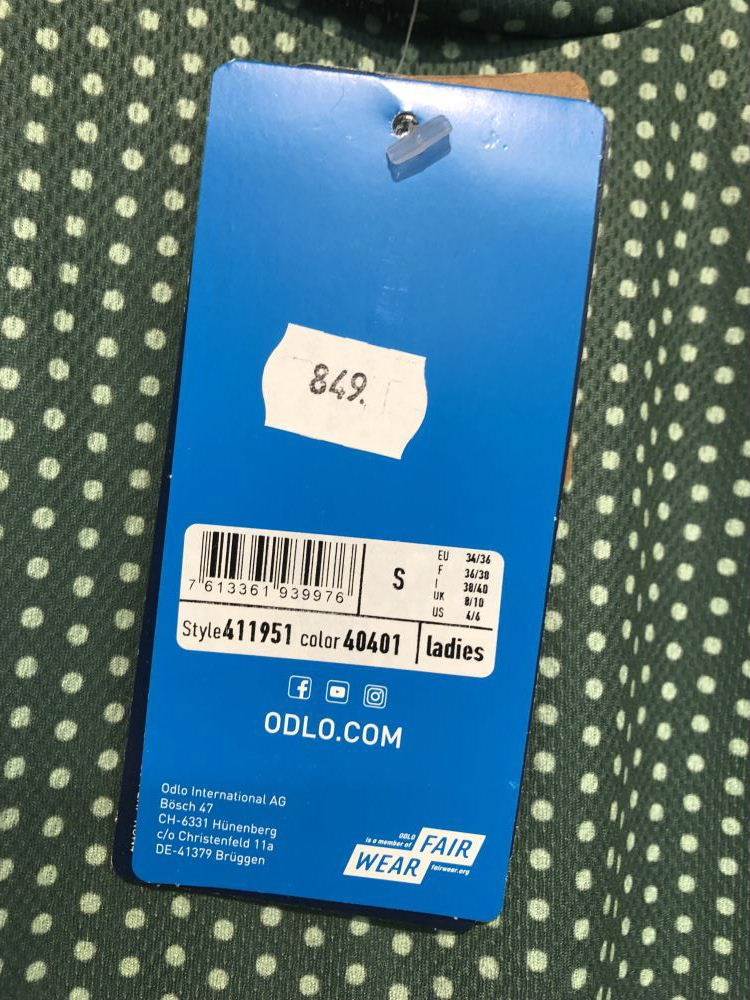 849.
S
EU 34/36
F 36/38
I 38/40
UK 8/10
US 4/6
7 613361 939976
Style 411951 color 40401 ladies
ODLO.COM
Odlo International AG
Bösch 47
CH-6331 Hünenberg
c/o Christenfeld 11a
DE-41379 Brüggen
ODLO
is a member of
FAIR
WEAR
fairwear.org